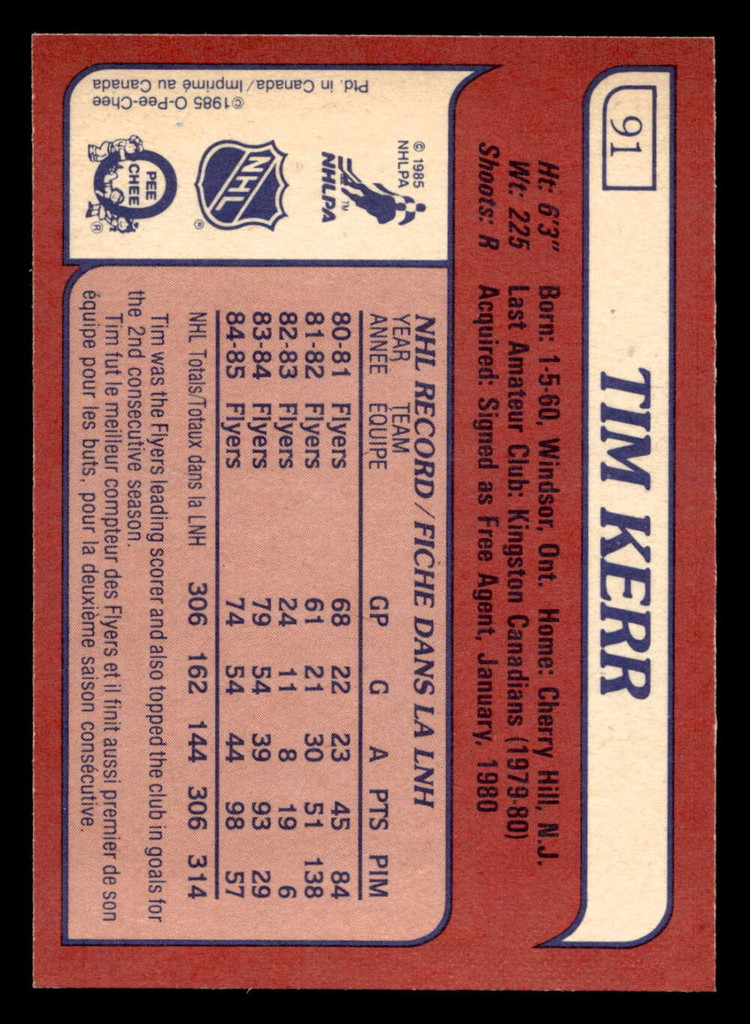 91
TIM KERR
Ht: 6'3" Born: 1-5-60, Windsor, Ont. Home: Cherry Hill, N.J.
Wt: 225 Last Amateur Club: Kingston Canadians (1979-80)
Shoots: R Acquired: Signed as Free Agent, January, 1980
© 1985
NHLPA
NHLPA
TM
NHL
®
O
PEE
CHEE
®
©1985 O-Pee-Chee
Ptd. in Canada/Imprimé au Canada
NHL RECORD/FICHE DANS LA LNH
YEAR TEAM
ANNÉE ÉQUIPE GP G A PTS PIM
80-81 Flyers 68 22 23 45 84
81-82 Flyers 61 21 30 51 138
82-83 Flyers 24 11 8 19 6
83-84 Flyers 79 54 39 93 29
84-85 Flyers 74 54 44 98 57
NHL Totals/Totaux dans la LNH 306 162 144 306 314
Tim was the Flyers leading scorer and also topped the club in goals for
the 2nd consecutive season.
Tim fut le meilleur compteur des Flyers et il finit aussi premier de son
équipe pour les buts, pour la deuxième saison consécutive.